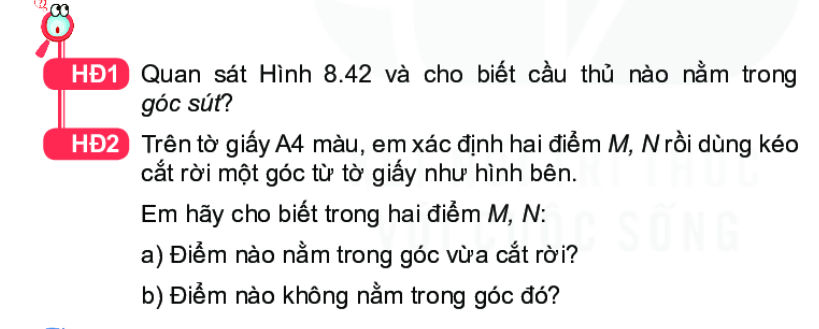 HĐ1 Quan sát Hình 8.42 và cho biết cầu thủ nào nằm trong
góc sút?
HĐ2 Trên tờ giấy A4 màu, em xác định hai điểm M, N rồi dùng kéo
cắt rời một góc từ tờ giấy như hình bên.
Em hãy cho biết trong hai điểm M, N:
a) Điểm nào nằm trong góc vừa cắt rời?
b) Điểm nào không nằm trong góc đó?